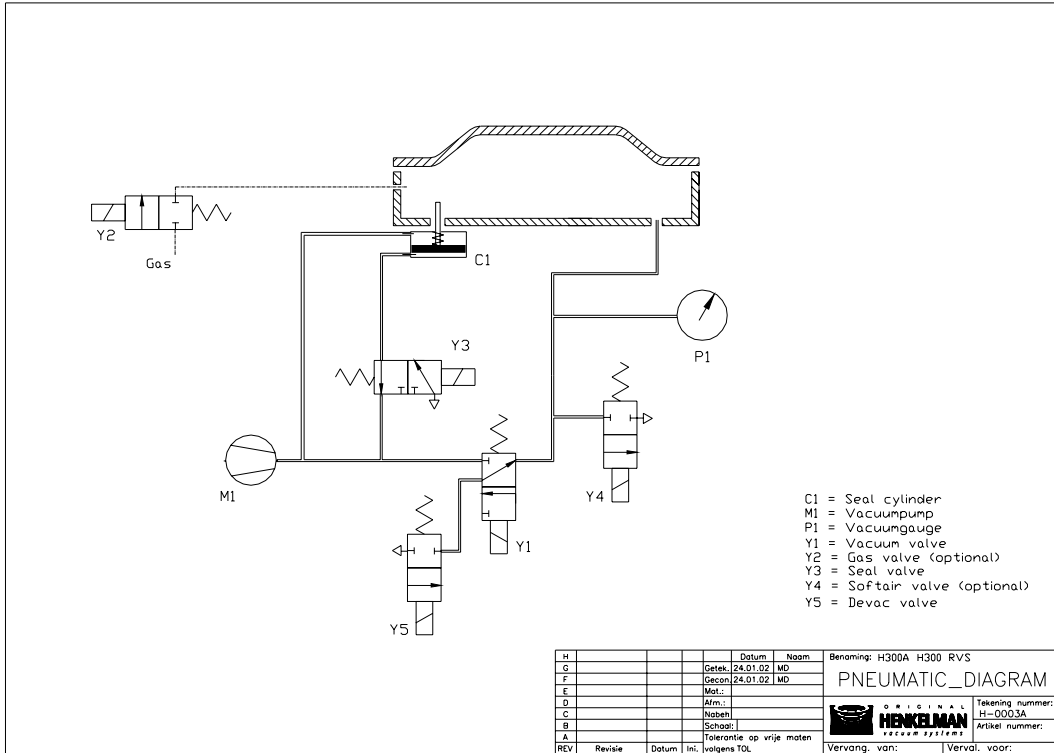 Y2
Gas
C1
P1
Y3
M1
Y4
Y1
Y5
C1 = Seal cylinder
M1 = Vacuumpump
P1 = Vacuumgauge
Y1 = Vacuum valve
Y2 = Gas valve (optional)
Y3 = Seal valve
Y4 = Softair valve (optional)
Y5 = Devac valve
H Datum Naam
G Getek. 24.01.02 MD
F Gecon. 24.01.02 MD
E Mat.:
D Afm.:
C Nabeh
B Schaal:
A Tolerantie op vrije maten
REV Revisie Datum Ini. volgens TOL
Benaming: H300A H300 RVS
PNEUMATIC_DIAGRAM
ORIGINAL
HENKELMAN
vacuum systems
Tekening nummer:
H-0003A
Artikel nummer:
Vervang. van: Verval. voor: